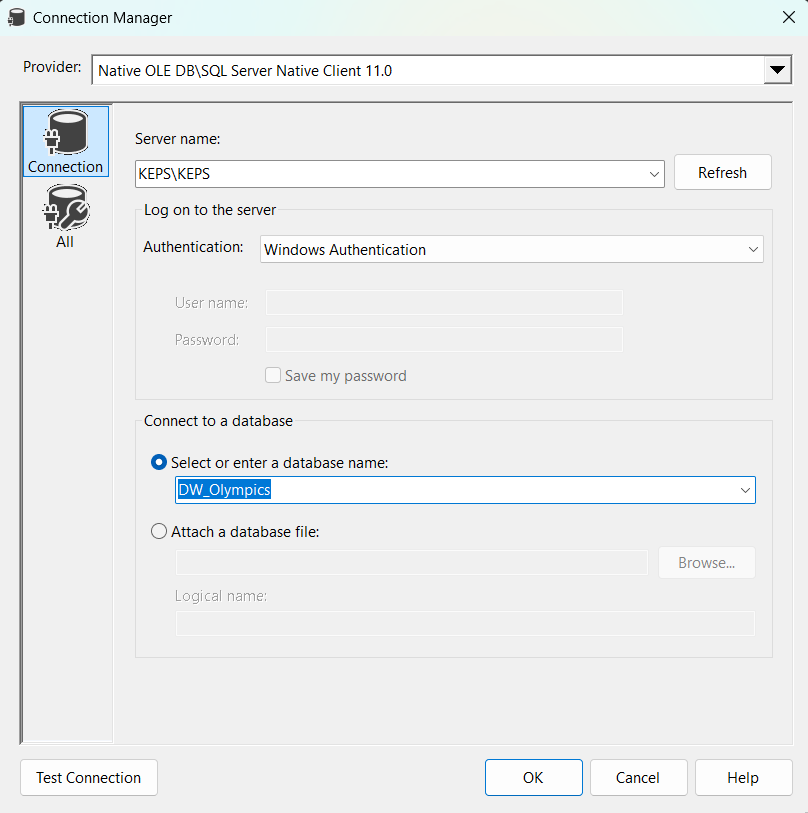 Connection Manager
Provider: Native OLE DB\SQL Server Native Client 11.0
Connection
All
Server name:
KEPS\KEPS Refresh
Log on to the server
Authentication: Windows Authentication
User name:
Password:
Save my password
Connect to a database
Select or enter a database name:
DW_Olympics
Attach a database file:
Browse...
Logical name:
Test Connection OK Cancel Help